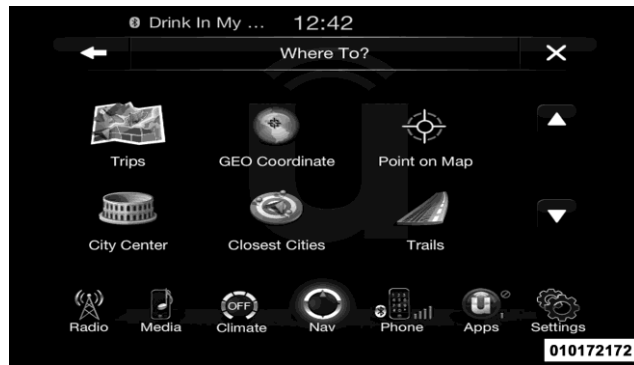 Drink In My ... 12:42
Where To?
Trips GEO Coordinate Point on Map
City Center Closest Cities Trails
OFF
Radio Media Climate Nav Phone Apps Settings
010172172